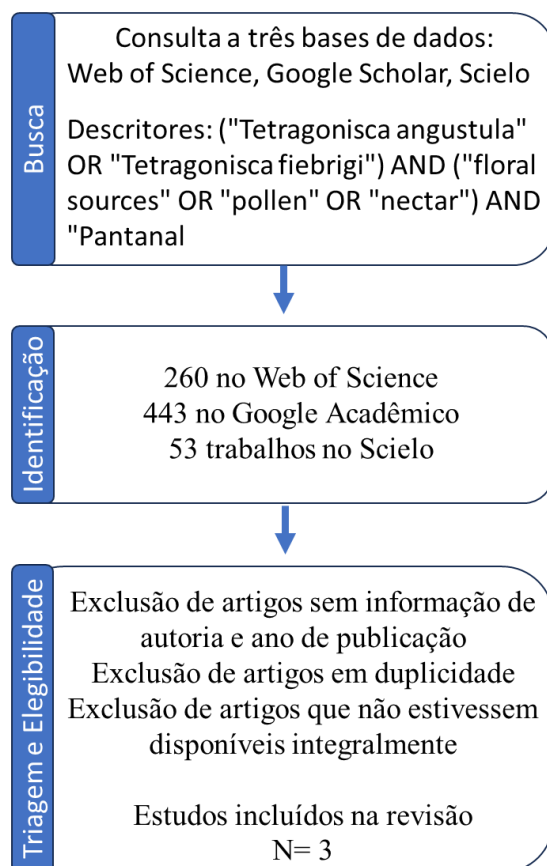 Busca
Consulta a três bases de dados:
Web of Science, Google Scholar, Scielo
Descritores: ("Tetragonisca angustula"
OR "Tetragonisca fiebrigi") AND ("floral
sources" OR "pollen" OR "nectar") AND
"Pantanal
Identificação
260 no Web of Science
443 no Google Acadêmico
53 trabalhos no Scielo
Triagem e Elegibilidade
Exclusão de artigos sem informação de
autoria e ano de publicação
Exclusão de artigos em duplicidade
Exclusão de artigos que não estivessem
disponíveis integralmente
Estudos incluídos na revisão
N= 3